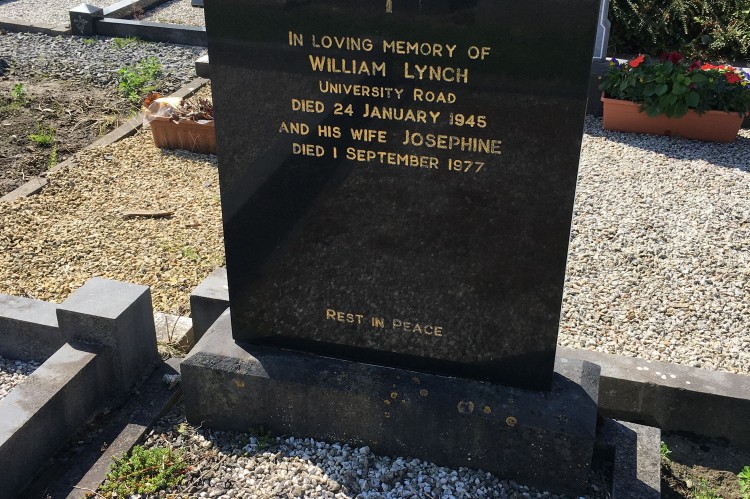 In loving memory of
William Lynch
University Road
died 24 January 1945
and his wife Josephine
died 1 September 1977
Rest in Peace